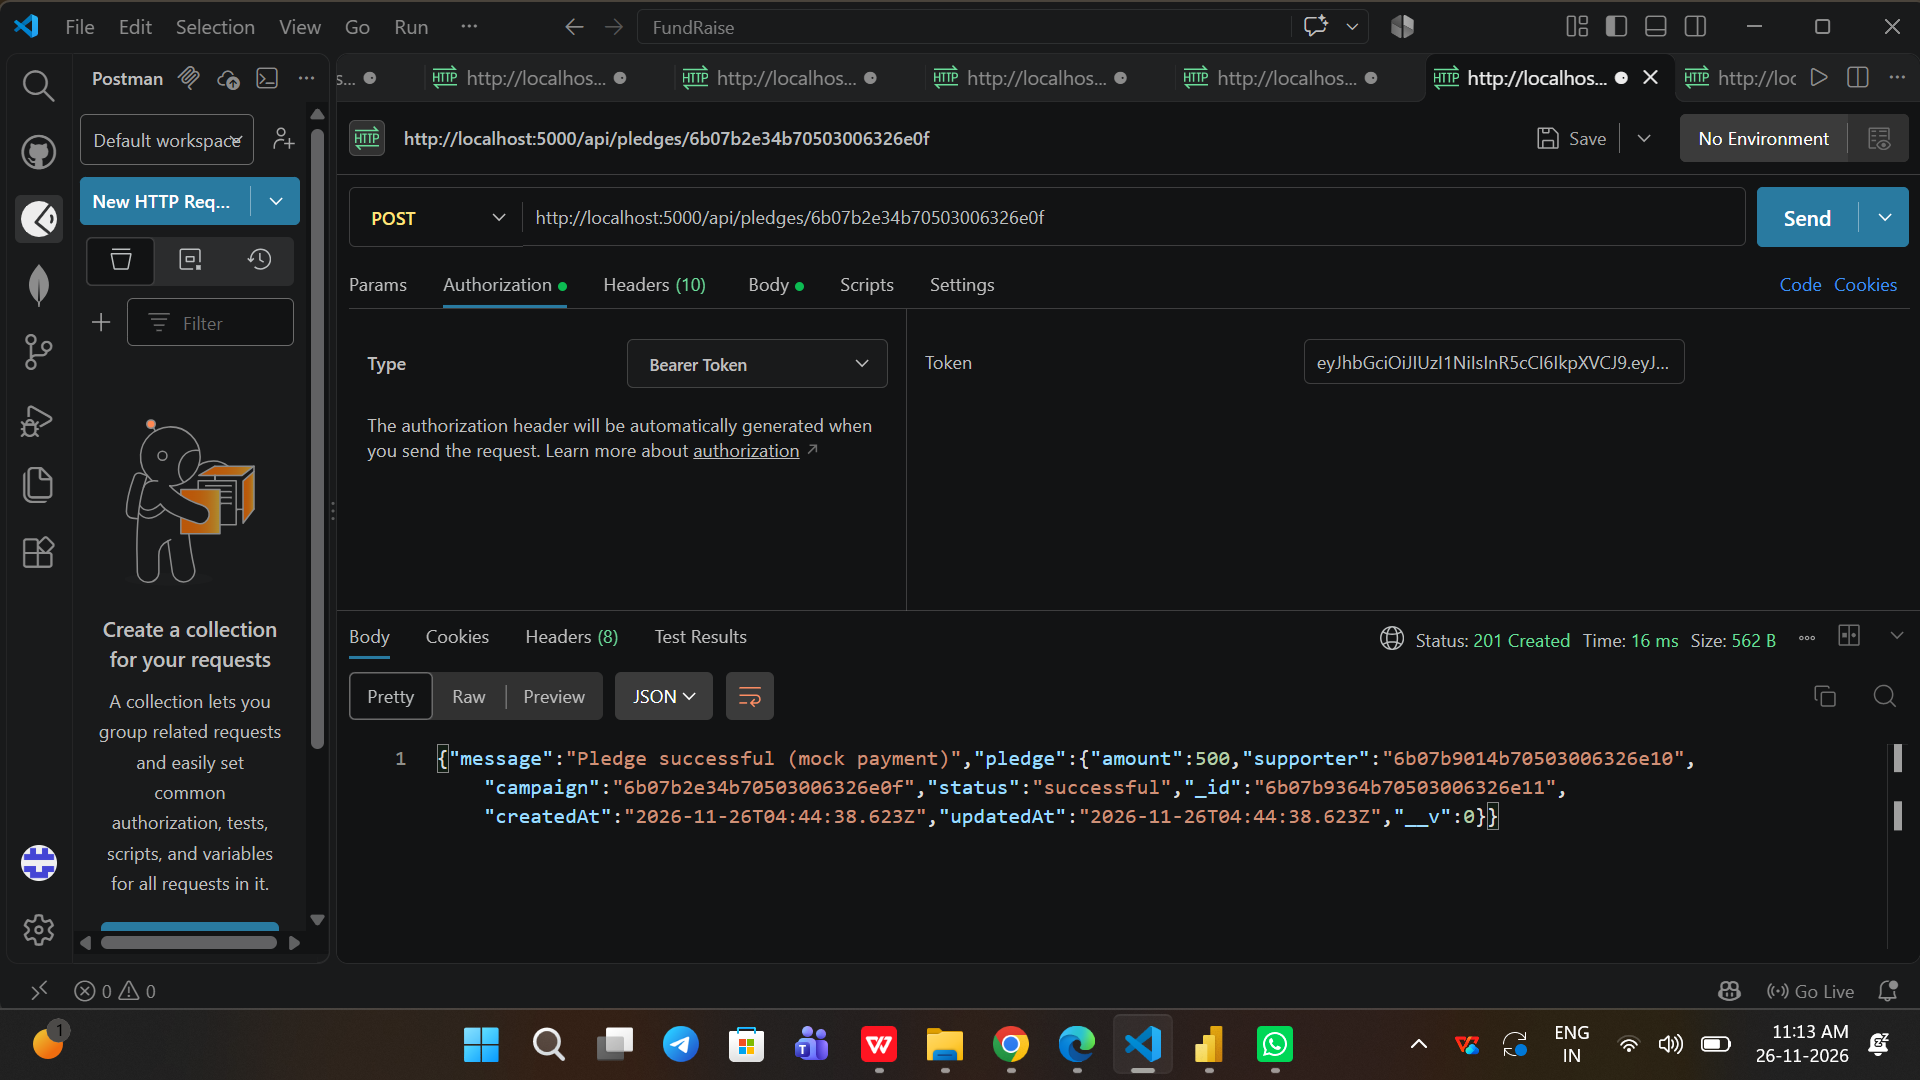 File Edit Selection View Go Run ··· FundRaise
Postman ···
s... http://localhos... http://localhos... http://localhos... http://localhos... http://localhos... http://loc ···
Default workspace
HTTP http://localhost:5000/api/pledges/6b07b2e34b70503006326e0f Save No Environment
New HTTP Req...
POST http://localhost:5000/api/pledges/6b07b2e34b70503006326e0f Send
Params Authorization Headers (10) Body Scripts Settings Code Cookies
Filter
Type Bearer Token Token eyJhbGciOiJIUzI1NiIsInR5cCI6IkpXVCJ9.eyJ...
The authorization header will be automatically generated when
you send the request. Learn more about authorization
Create a collection
for your requests
A collection lets you
group related requests
and easily set
common
authorization, tests,
scripts, and variables
for all requests in it.
Body Cookies Headers (8) Test Results Status: 201 Created Time: 16 ms Size: 562 B
Pretty Raw Preview JSON
1 {"message":"Pledge successful (mock payment)","pledge":{"amount":500,"supporter":"6b07b9014b70503006326e10",
"campaign":"6b07b2e34b70503006326e0f","status":"successful","_id":"6b07b9364b70503006326e11",
"createdAt":"2026-11-26T04:44:38.623Z","updatedAt":"2026-11-26T04:44:38.623Z","__v":0}}
0 0 Go Live
1
ENG
IN
11:13 AM
26-11-2026